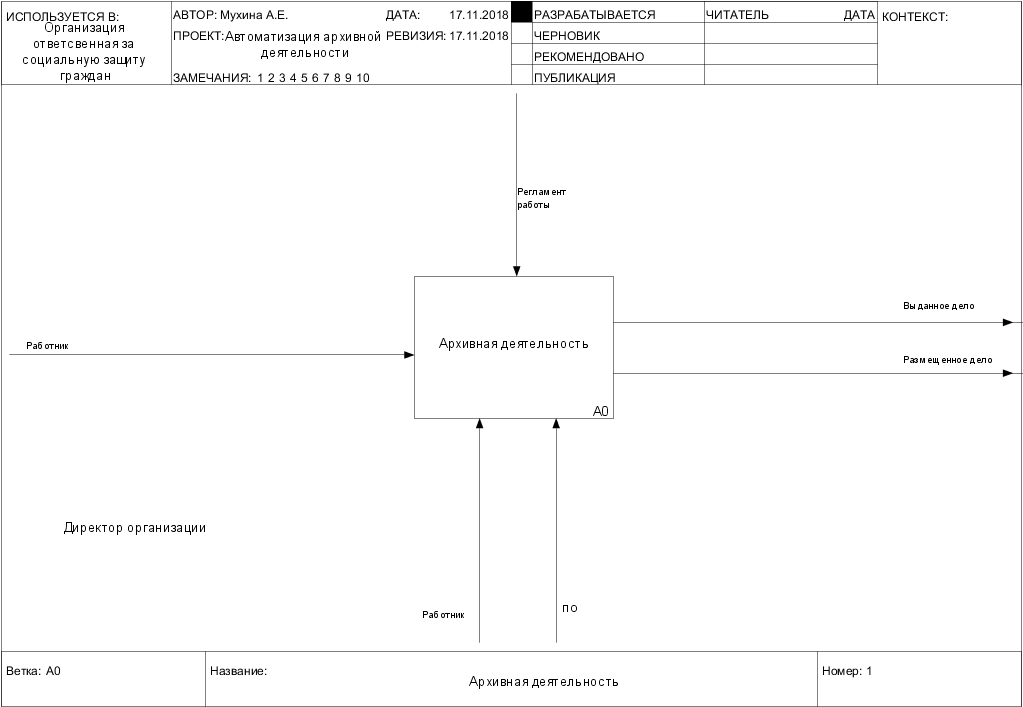 ИСПОЛЬЗУЕТСЯ В:
Организация
ответсвенная за
социальную защиту
граждан
АВТОР: Мухина А.Е.
ДАТА: 17.11.2018
ПРОЕКТ:Автоматизация архивной
деятельности
РЕВИЗИЯ: 17.11.2018
ЗАМЕЧАНИЯ: 1 2 3 4 5 6 7 8 9 10
РАЗРАБАТЫВАЕТСЯ
ЧЕРНОВИК
РЕКОМЕНДОВАНО
ПУБЛИКАЦИЯ
ЧИТАТЕЛЬ
ДАТА
КОНТЕКСТ:
Регламент
работы
Выданное дело
Работник
Архивная деятельность
Размещенное дело
A0
Директор организации
Работник
ПО
Ветка: A0
Название:
Архивная деятельность
Номер: 1